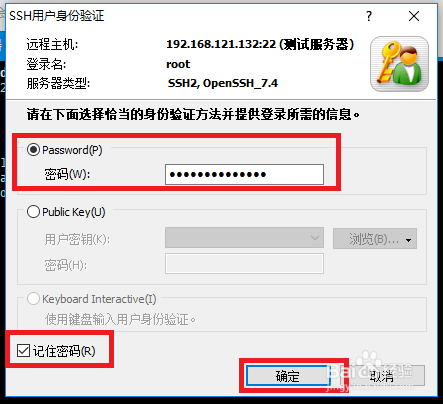 SSH用户身份验证
?
远程主机: 192.168.121.132:22 (测试服务器)
登录名: root
服务器类型: SSH2, OpenSSH_7.4
请在下面选择恰当的身份验证方法并提供登录所需的信息。
Password(P)
密码(W): ●●●●●●●●●●●●●●
Public Key(U)
用户密钥(K): 浏览(B)...
密码(H):
Keyboard Interactive(I)
使用键盘输入用户身份验证。
记住密码(R)
确定 取消